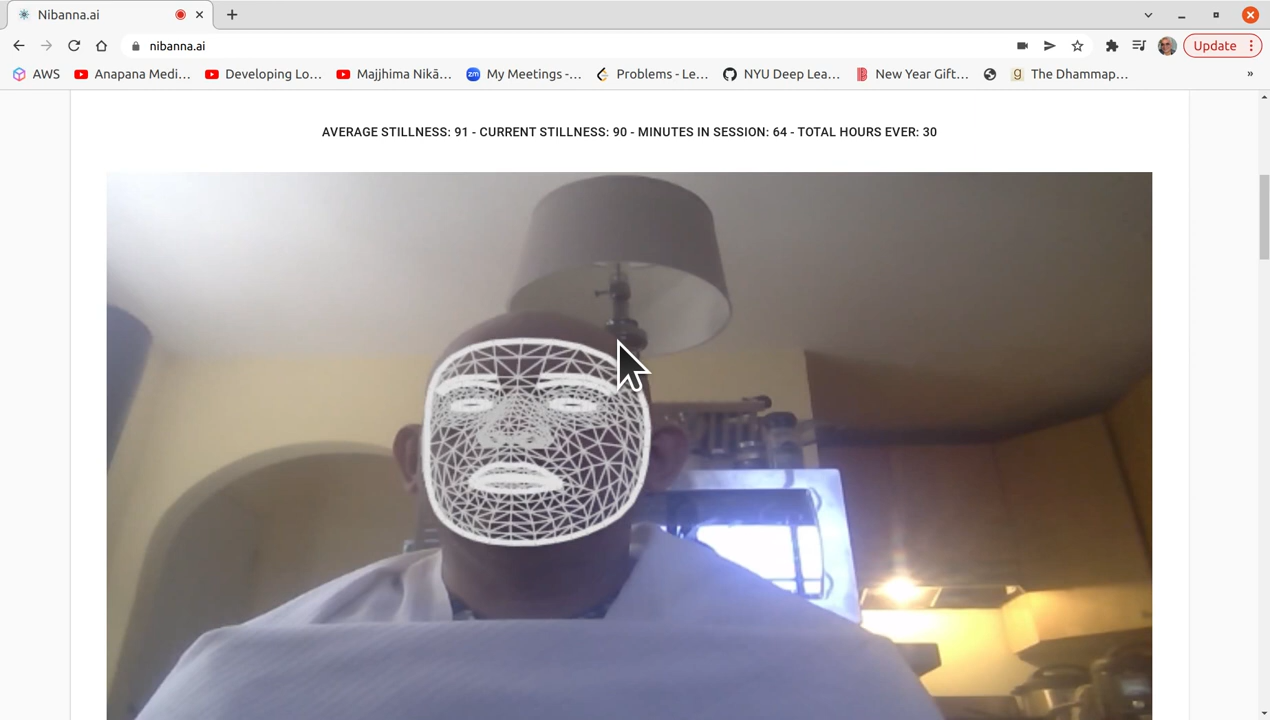 Nibanna.ai
nibanna.ai
Update
AWS
Anapana Medi...
Developing Lo...
Majjhima Nikā...
zm
My Meetings -...
Problems - Le...
NYU Deep Lea...
New Year Gift...
g
The Dhammap...
»
AVERAGE STILLNESS: 91 - CURRENT STILLNESS: 90 - MINUTES IN SESSION: 64 - TOTAL HOURS EVER: 30